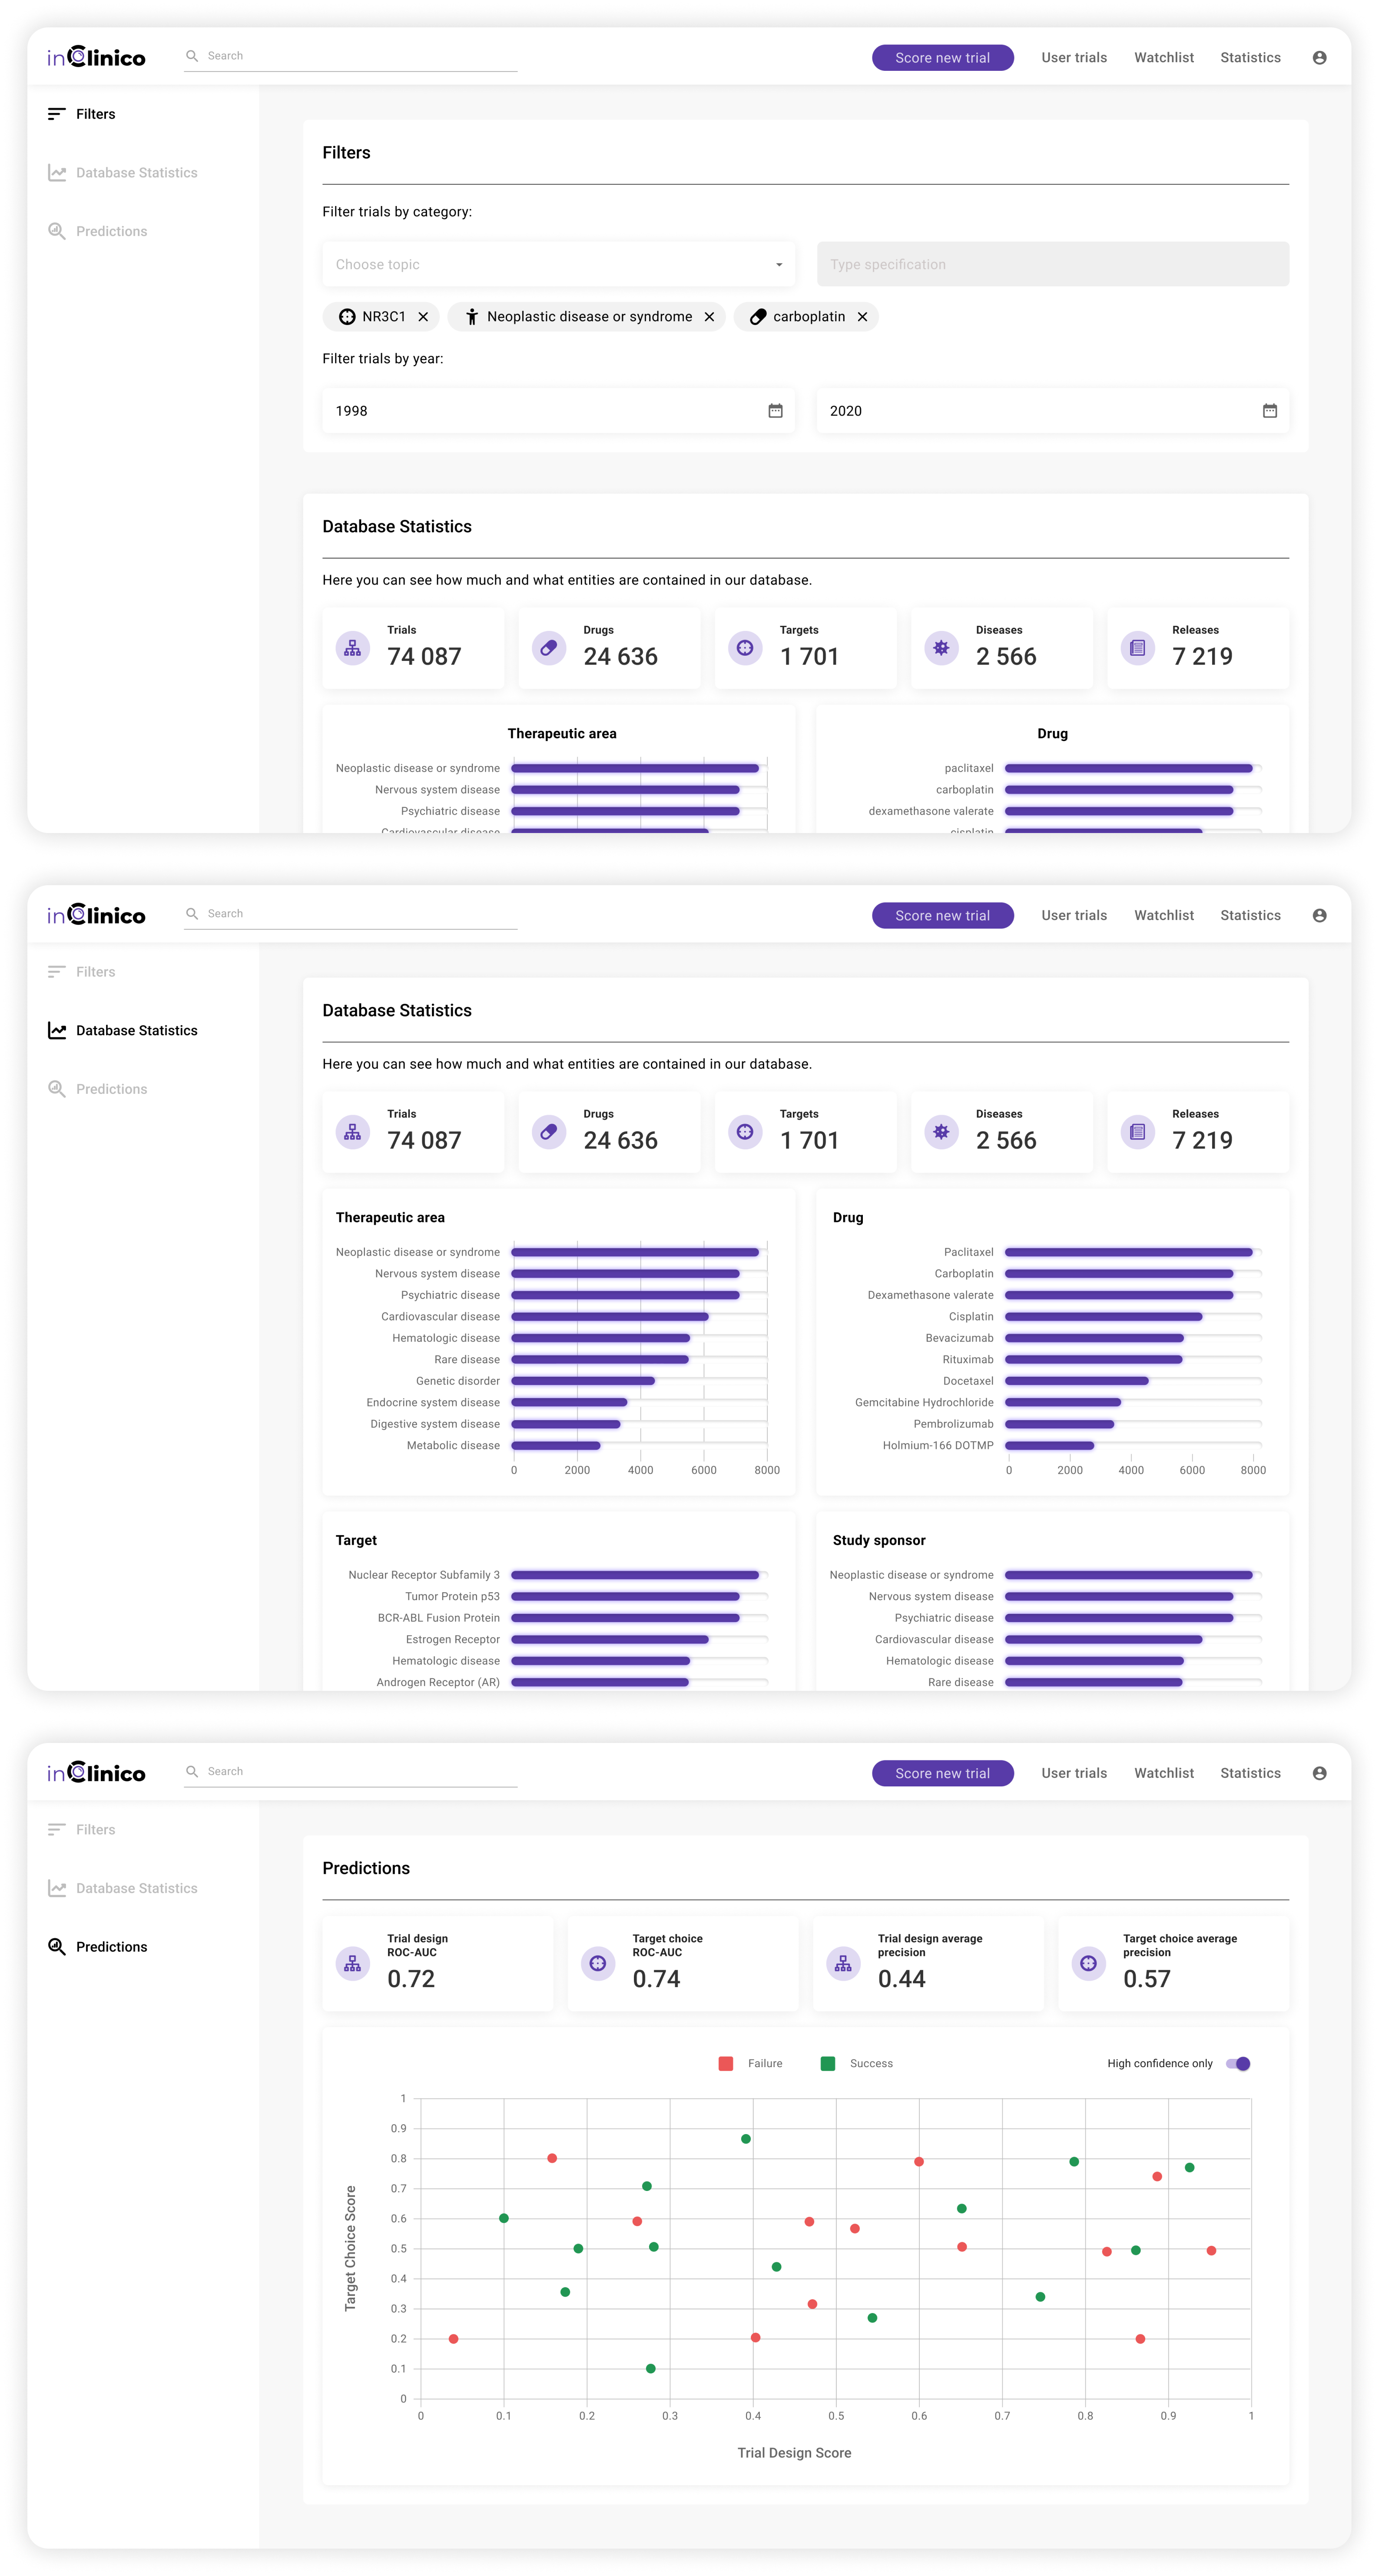 inClinico
Search
Score new trial
User trials
Watchlist
Statistics
Filters
Database Statistics
Predictions
Filters
Filter trials by category:
Choose topic
Type specification
NR3C1
Neoplastic disease or syndrome
carboplatin
Filter trials by year:
1998
2020
Database Statistics
Here you can see how much and what entities are contained in our database.
Trials
74 087
Drugs
24 636
Targets
1 701
Diseases
2 566
Releases
7 219
Therapeutic area
Neoplastic disease or syndrome
Nervous system disease
Psychiatric disease
Cardiovascular disease
Drug
paclitaxel
carboplatin
dexamethasone valerate
cisplatin
inClinico
Search
Score new trial
User trials
Watchlist
Statistics
Filters
Database Statistics
Predictions
Database Statistics
Here you can see how much and what entities are contained in our database.
Trials
74 087
Drugs
24 636
Targets
1 701
Diseases
2 566
Releases
7 219
Therapeutic area
Neoplastic disease or syndrome
Nervous system disease
Psychiatric disease
Cardiovascular disease
Hematologic disease
Rare disease
Genetic disorder
Endocrine system disease
Digestive system disease
Metabolic disease
0 2000 4000 6000 8000
Drug
Paclitaxel
Carboplatin
Dexamethasone valerate
Cisplatin
Bevacizumab
Rituximab
Docetaxel
Gemcitabine Hydrochloride
Pembrolizumab
Holmium-166 DOTMP
0 2000 4000 6000 8000
Target
Nuclear Receptor Subfamily 3
Tumor Protein p53
BCR-ABL Fusion Protein
Estrogen Receptor
Hematologic disease
Androgen Receptor (AR)
Study sponsor
Neoplastic disease or syndrome
Nervous system disease
Psychiatric disease
Cardiovascular disease
Hematologic disease
Rare disease
inClinico
Search
Score new trial
User trials
Watchlist
Statistics
Filters
Database Statistics
Predictions
Predictions
Trial design
ROC-AUC
0.72
Target choice
ROC-AUC
0.74
Trial design average
precision
0.44
Target choice average
precision
0.57
Failure
Success
High confidence only
Target Choice Score
1
0.9
0.8
0.7
0.6
0.5
0.4
0.3
0.2
0.1
0
0 0.1 0.2 0.3 0.4 0.5 0.6 0.7 0.8 0.9 1
Trial Design Score